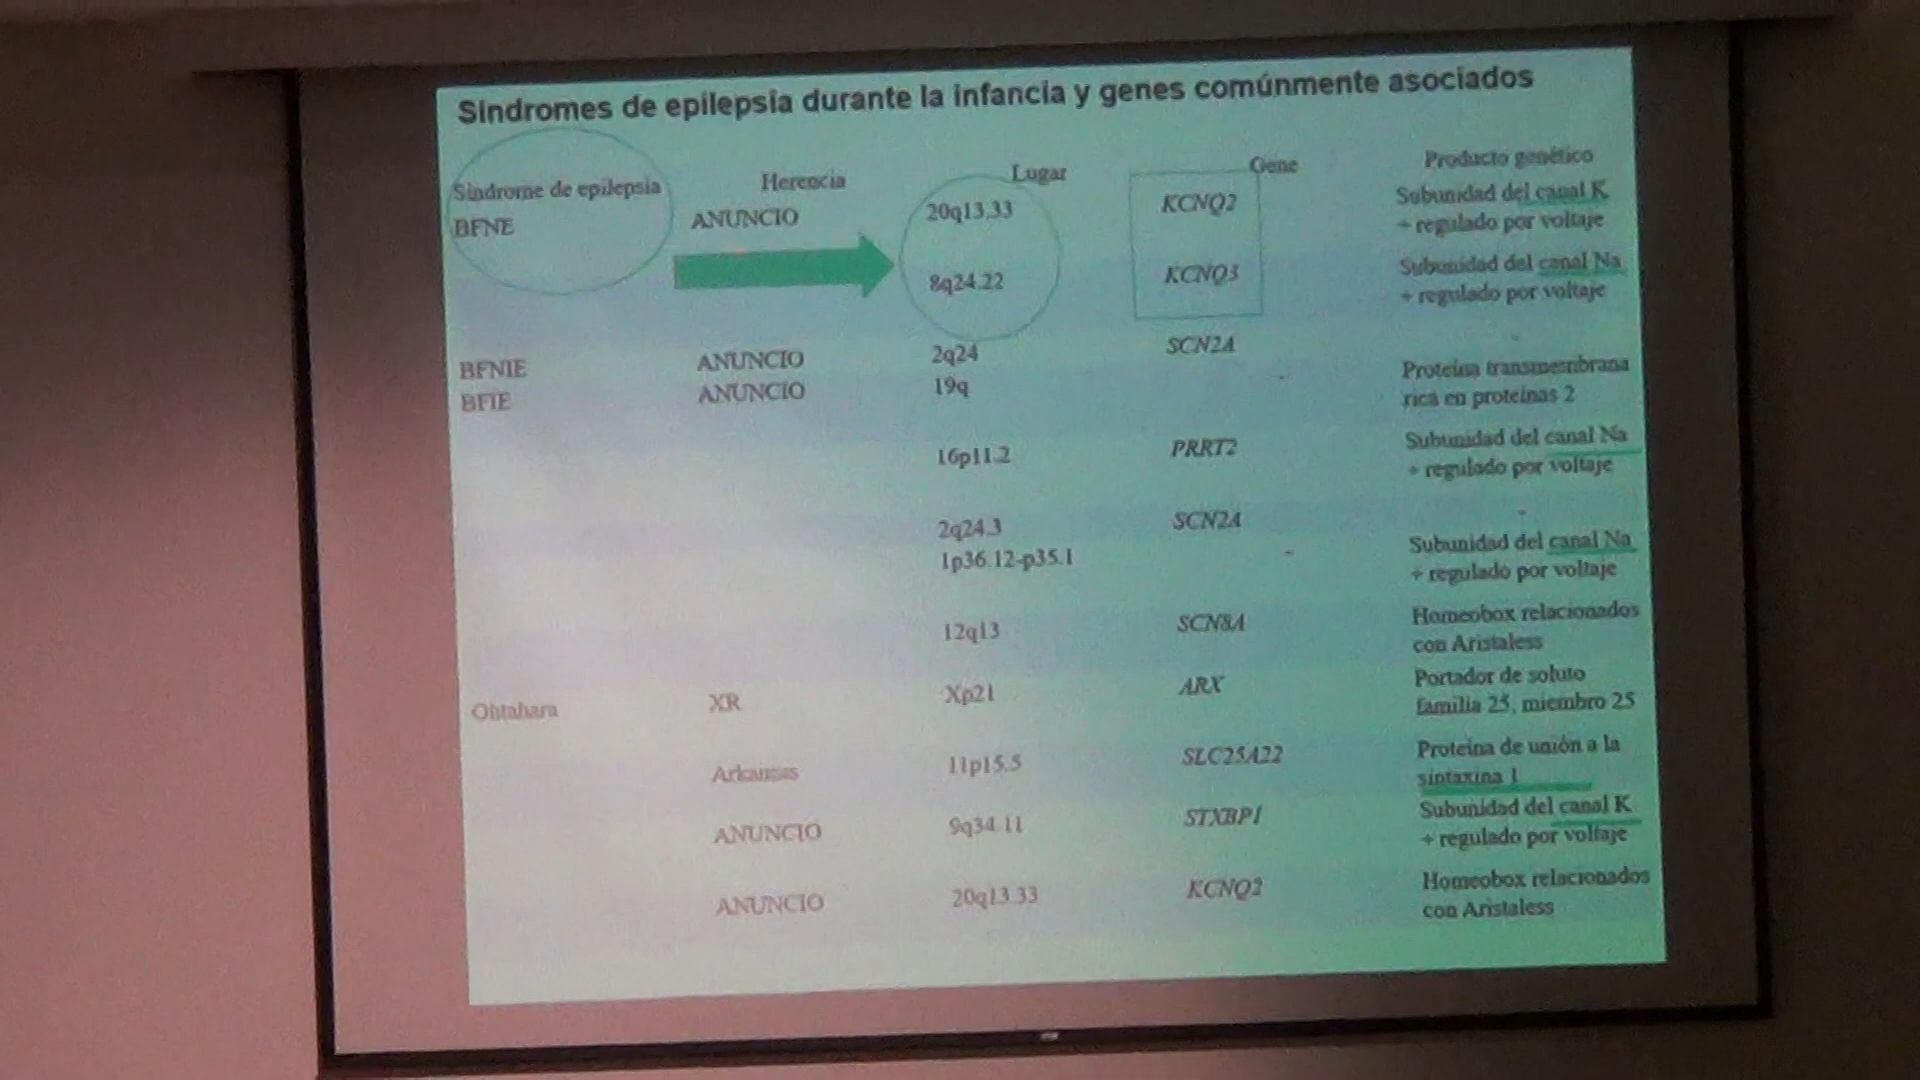 Síndromes de epilepsia durante la infancia y genes comúnmente asociados
Síndrome de epilepsia Herencia Lugar Gene Producto genético
BFNE ANUNCIO 20q13.33 KCNQ2 Subunidad del canal K
+ regulado por voltaje
8q24.22 KCNQ3 Subunidad del canal Na
+ regulado por voltaje
BFNIE ANUNCIO 2q24 SCN2A -
BFIE ANUNCIO 19q Proteína transmembrana
rica en proteínas 2
16p11.2 PRRT2 Subunidad del canal Na
+ regulado por voltaje
2q24.3 SCN2A -
1p36.12-p35.1 - Subunidad del canal Na
+ regulado por voltaje
12q13 SCN8A Homeobox relacionados
con Aristaless
Ohtahara XR Xp21 ARX Portador de soluto
familia 25, miembro 25
Arkansas 11p15.5 SLC25A22 Proteína de unión a la
sintaxina 1
ANUNCIO 9q34.11 STXBP1 Subunidad del canal K
+ regulado por voltaje
ANUNCIO 20q13.33 KCNQ2 Homeobox relacionados
con Aristaless